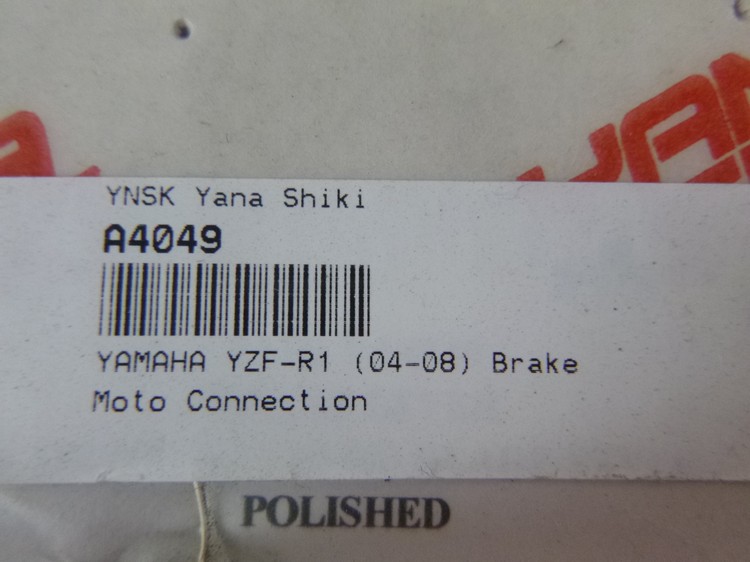 YNSK Yana Shiki
A4049
YAMAHA YZF-R1 (04-08) Brake
Moto Connection
POLISHED